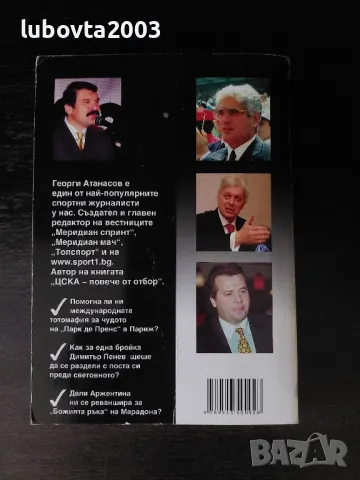 lubovta2003
Георги Атанасов е
един от най-популярните
спортни журналисти
у нас. Създател и главен
редактор на вестниците
„Меридиан спринт",
„Меридиан мач",
„Топспорт" и на
www.sport1.bg.
Автор на книгата
„ЦСКА – повече от отбор".
Помогна ли ни
международната
готомафия за чудото
на „Парк де Пренс" в Париж?
Как за една бройка
Димитър Пенев щеше
да се раздели с поста си
преди световното?
Дали Аржентина
ни се реваншира за
„Божията ръка" на Марадона?
BAZAR